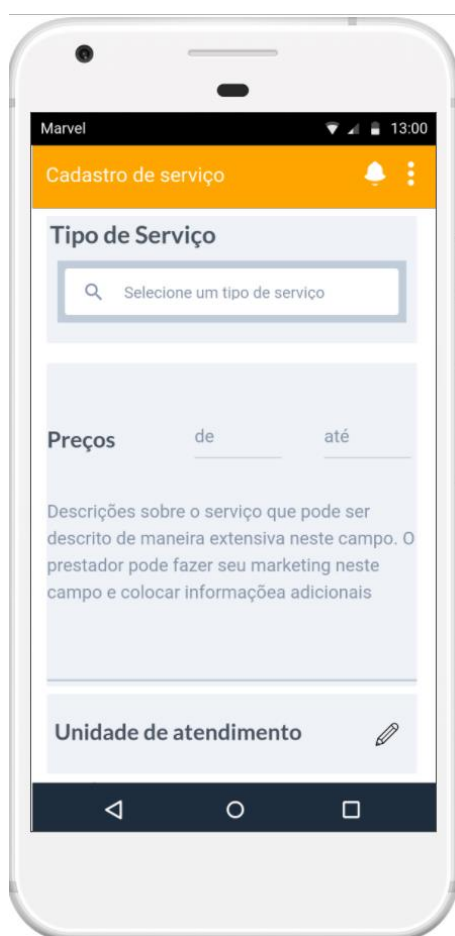 Marvel 13:00
Cadastro de serviço
Tipo de Serviço
Selecione um tipo de serviço
Preços de até
Descrições sobre o serviço que pode ser
descrito de maneira extensiva neste campo. O
prestador pode fazer seu marketing neste
campo e colocar informaçõea adicionais
Unidade de atendimento